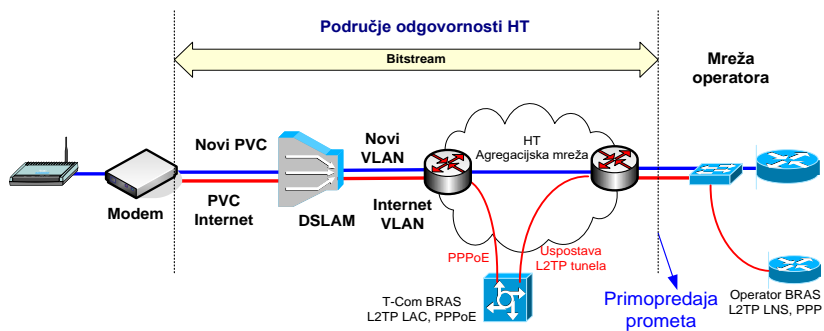 Područje odgovornosti HT
Bitstream
Mreža
operatora
Novi PVC
Novi
VLAN
HT
Agregacijska mreža
Modem
PVC
Internet
DSLAM
Internet
VLAN
PPPoE
Uspostava
L2TP tunela
T-Com BRAS
L2TP LAC, PPPoE
Primopredaja
prometa
Operator BRAS
L2TP LNS, PPP